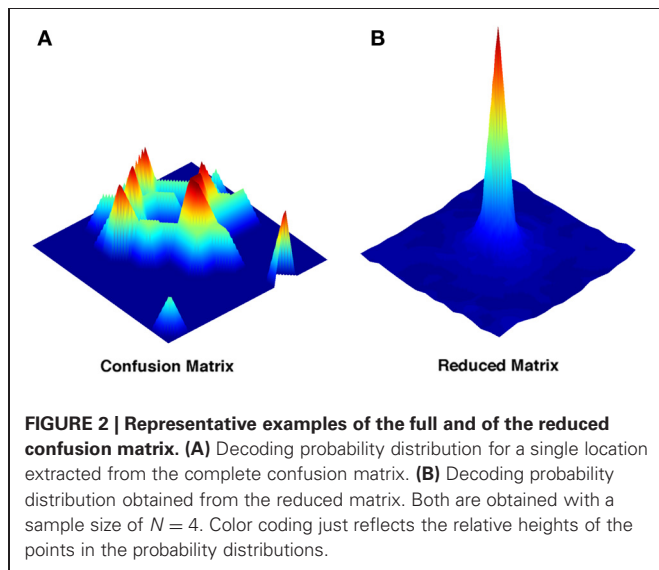 A
B
Confusion Matrix
Reduced Matrix
FIGURE 2 | Representative examples of the full and of the reduced
confusion matrix. (A) Decoding probability distribution for a single location
extracted from the complete confusion matrix. (B) Decoding probability
distribution obtained from the reduced matrix. Both are obtained with a
sample size of N = 4. Color coding just reflects the relative heights of the
points in the probability distributions.